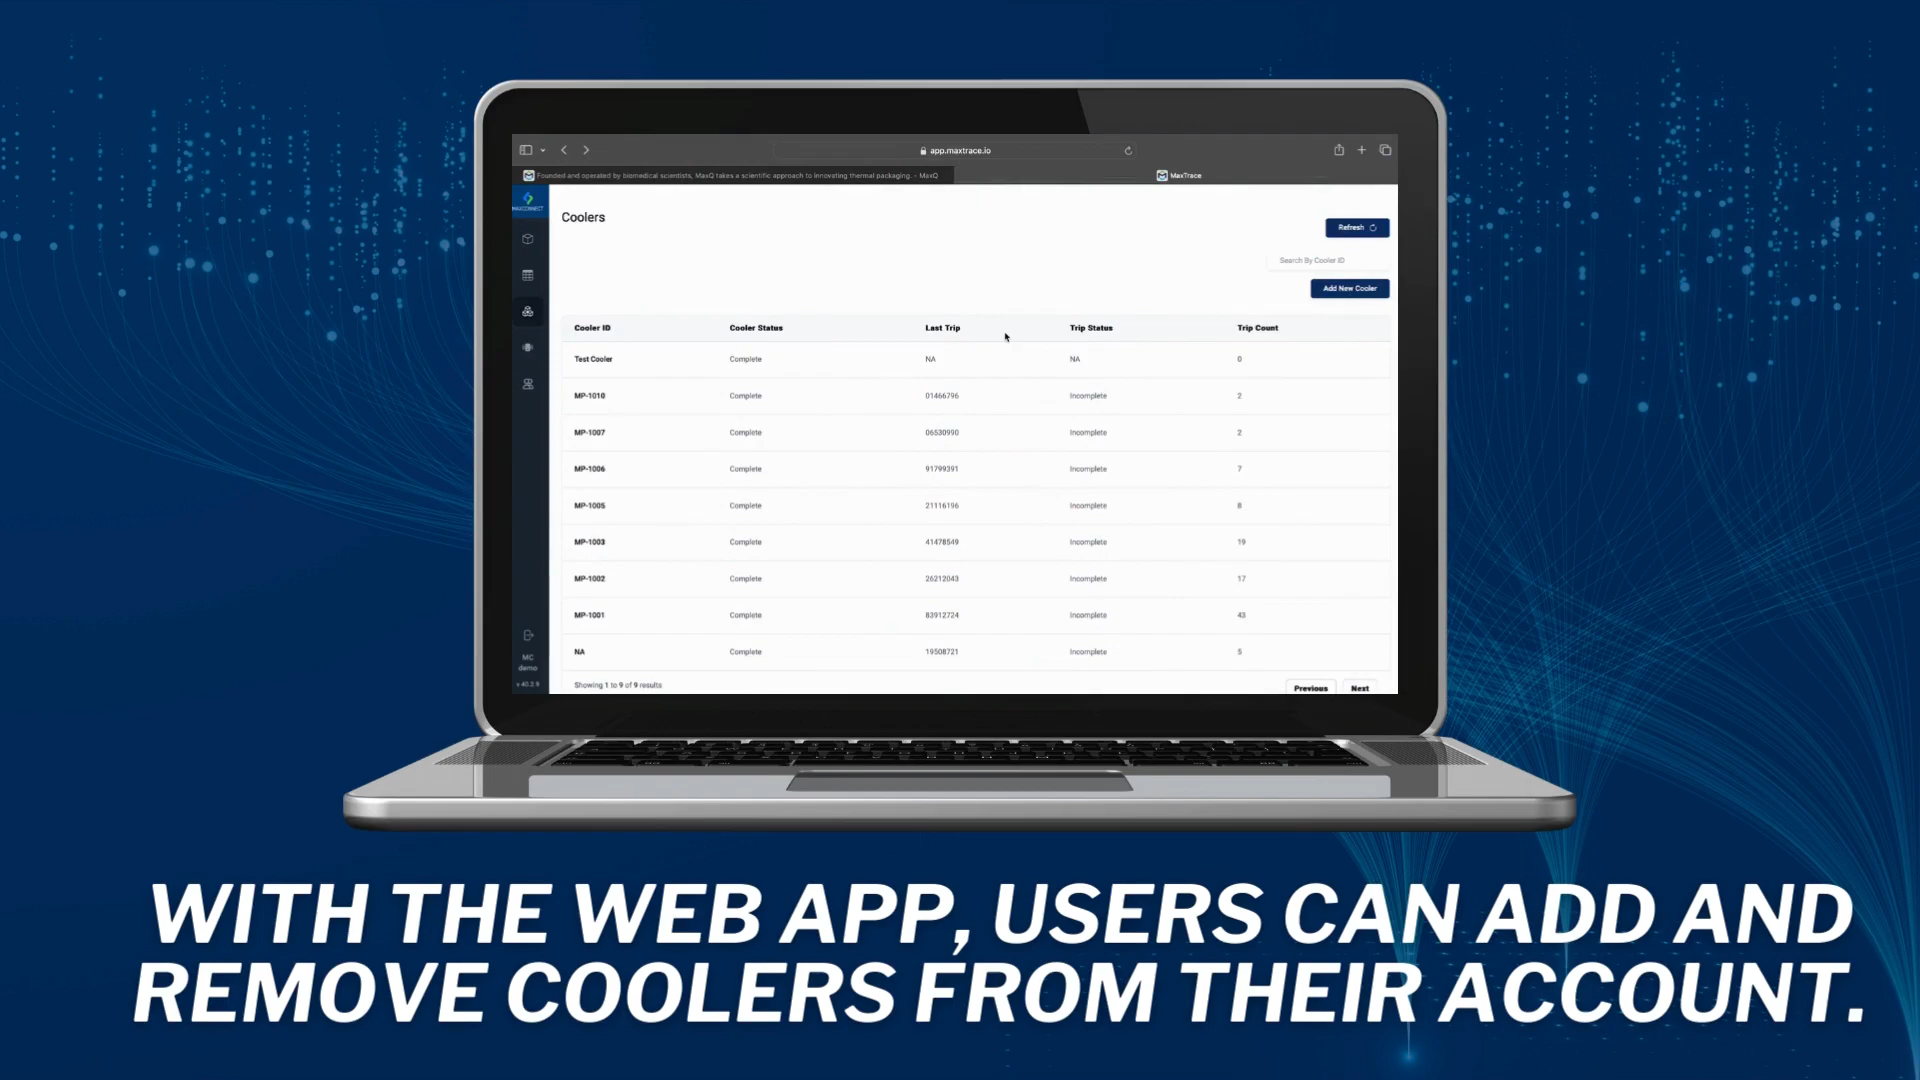 app.maxtrace.io
Founded and operated by biomedical scientists, MaxQ takes a scientific approach to innovating thermal packaging. - MaxQ
MaxTrace
MAXCONNECT
Coolers
Refresh
Search By Cooler ID
Add New Cooler
Cooler ID Cooler Status Last Trip Trip Status Trip Count
Test Cooler Complete NA NA 0
MP-1010 Complete 01466796 Incomplete 2
MP-1007 Complete 06530990 Incomplete 2
MP-1006 Complete 91799391 Incomplete 7
MP-1005 Complete 21116196 Incomplete 8
MP-1003 Complete 41478549 Incomplete 19
MP-1002 Complete 26212043 Incomplete 17
MP-1001 Complete 83912724 Incomplete 43
NA Complete 19508721 Incomplete 5
MC
demo
v 40.2.9
Showing 1 to 9 of 9 results
Previous Next
WITH THE WEB APP, USERS CAN ADD AND
REMOVE COOLERS FROM THEIR ACCOUNT.